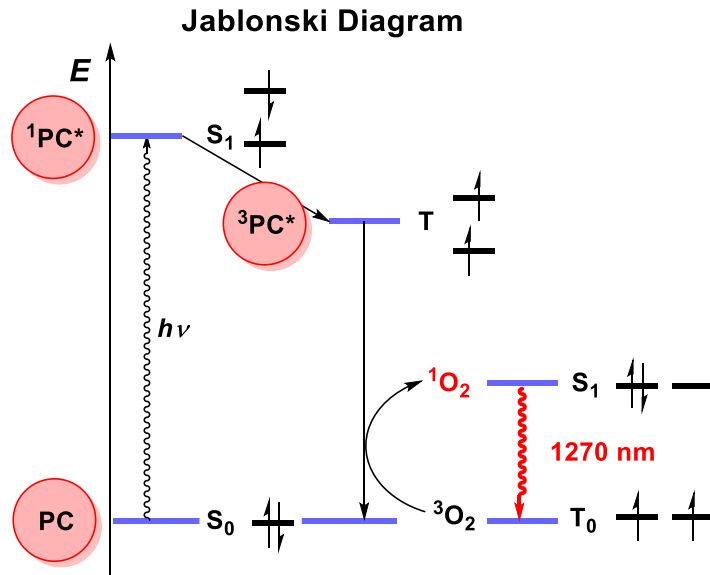 Jablonski Diagram
E
¹PC*
S₁
³PC*
T
hν
¹O₂
S₁
1270 nm
PC
S₀
³O₂
T₀